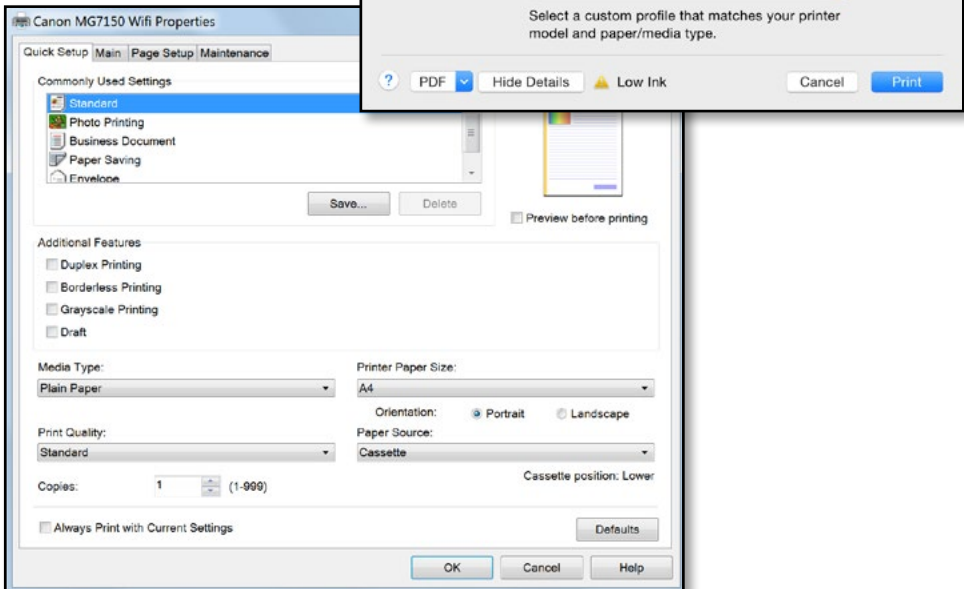 Select a custom profile that matches your printer
model and paper/media type.
? PDF Hide Details Low Ink Cancel Print
Canon MG7150 Wifi Properties
Quick Setup Main Page Setup Maintenance
Commonly Used Settings
Standard
Photo Printing
Business Document
Paper Saving
Envelope
Save... Delete
Preview before printing
Additional Features
Duplex Printing
Borderless Printing
Grayscale Printing
Draft
Media Type: Printer Paper Size:
Plain Paper A4
Orientation: Portrait Landscape
Print Quality: Paper Source:
Standard Cassette
Cassette position: Lower
Copies: 1 (1-999)
Always Print with Current Settings Defaults
OK Cancel Help